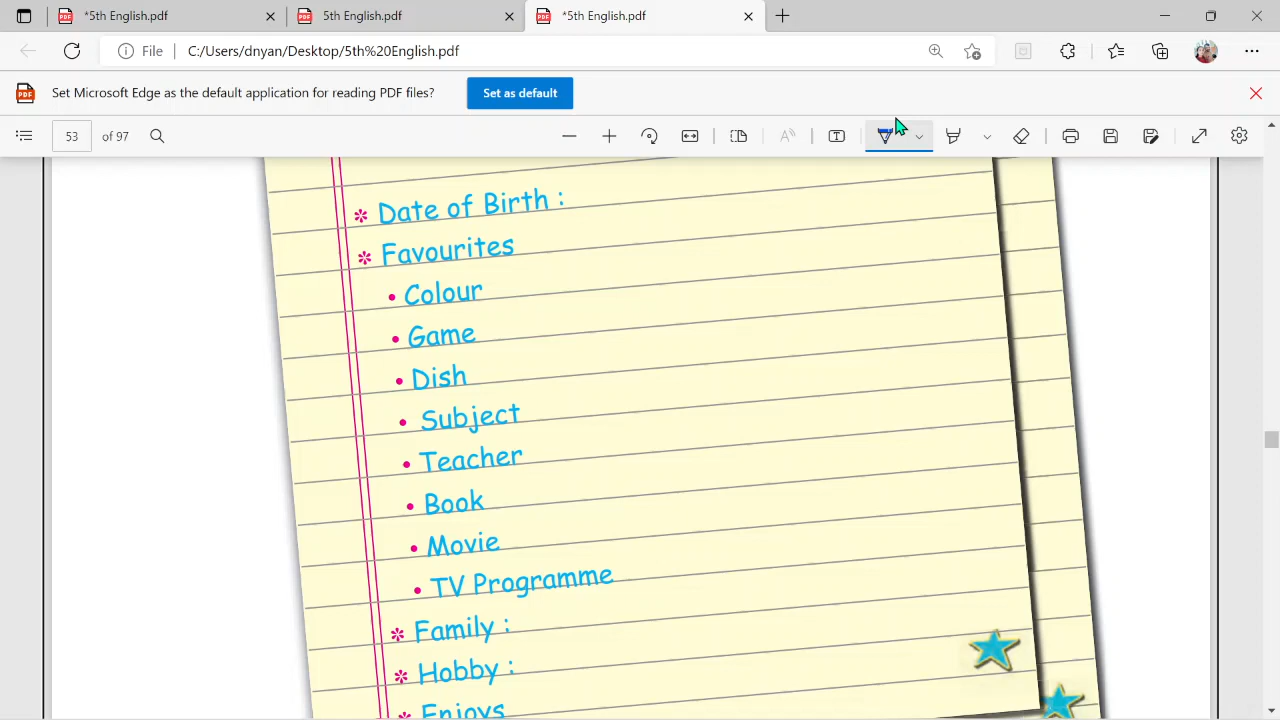 *5th English.pdf
5th English.pdf
*5th English.pdf
File
C:/Users/dnyan/Desktop/5th%20English.pdf
Set Microsoft Edge as the default application for reading PDF files?
Set as default
53 of 97
* Date of Birth :
* Favourites
• Colour
• Game
• Dish
• Subject
• Teacher
• Book
• Movie
• TV Programme
* Family :
* Hobby :
* Enjoys